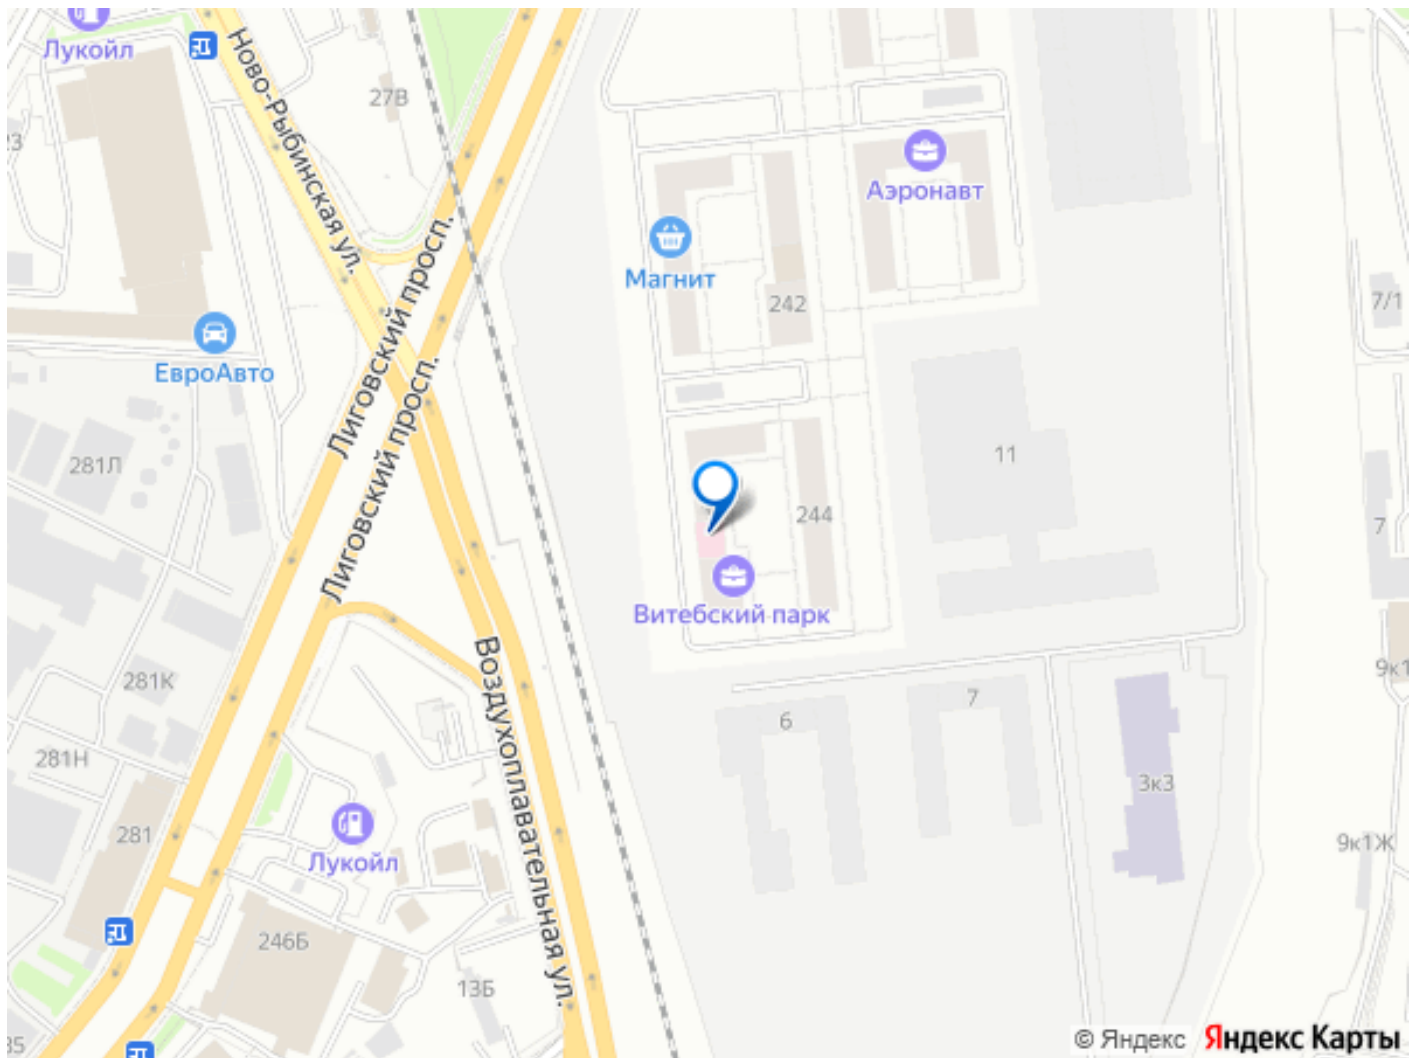 Лукойл
Ново-Рыбинская ул.
27В
Аэронавт
Магнит
Лиговский просп.
242
7/1
ЕвроАвто
Лиговский просп.
281Л
11
244
7
Витебский парк
Воздухоплавательная ул.
281К
9к1
6
7
281Н
3к3
281
Лукойл
9к1Ж
246Б
13Б
© Яндекс Яндекс Карты